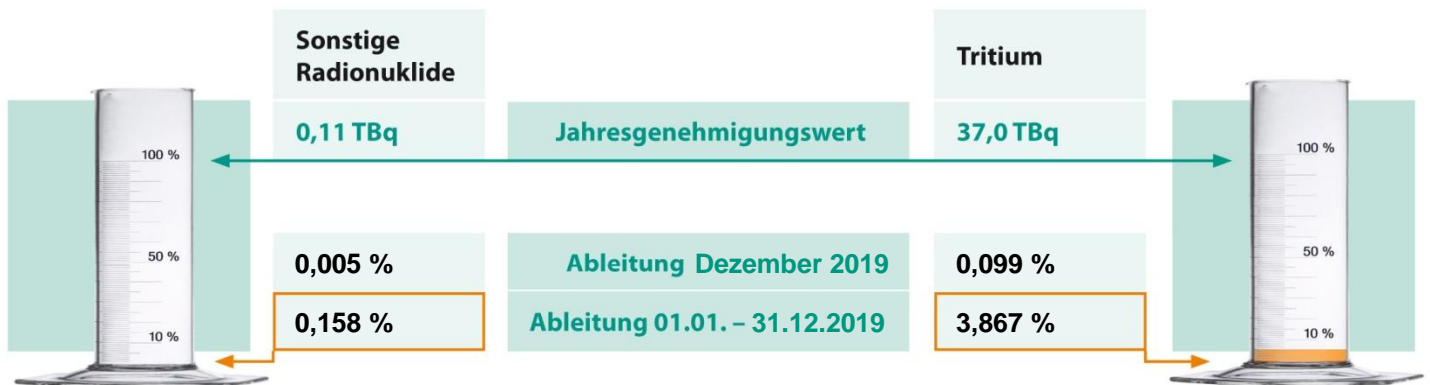 Sonstige
Radionuklide
Tritium
0,11 TBq
Jahresgenehmigungswert
37,0 TBq
100 %
100 %
50 %
0,005 %
Ableitung Dezember 2019
0,099 %
50 %
10 %
0,158 %
Ableitung 01.01. – 31.12.2019
3,867 %
10 %